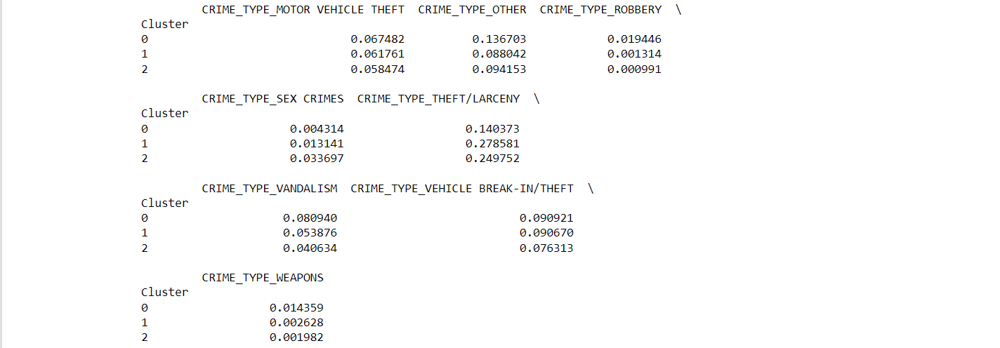 CRIME_TYPE_MOTOR VEHICLE THEFT  CRIME_TYPE_OTHER  CRIME_TYPE_ROBBERY  \
Cluster
0  0.067482  0.136703  0.019446
1  0.061761  0.088042  0.001314
2  0.058474  0.094153  0.000991
CRIME_TYPE_SEX CRIMES  CRIME_TYPE_THEFT/LARCENY  \
Cluster
0  0.004314  0.140373
1  0.013141  0.278581
2  0.033697  0.249752
CRIME_TYPE_VANDALISM  CRIME_TYPE_VEHICLE BREAK-IN/THEFT  \
Cluster
0  0.080940  0.090921
1  0.053876  0.090670
2  0.040634  0.076313
CRIME_TYPE_WEAPONS
Cluster
0  0.014359
1  0.002628
2  0.001982